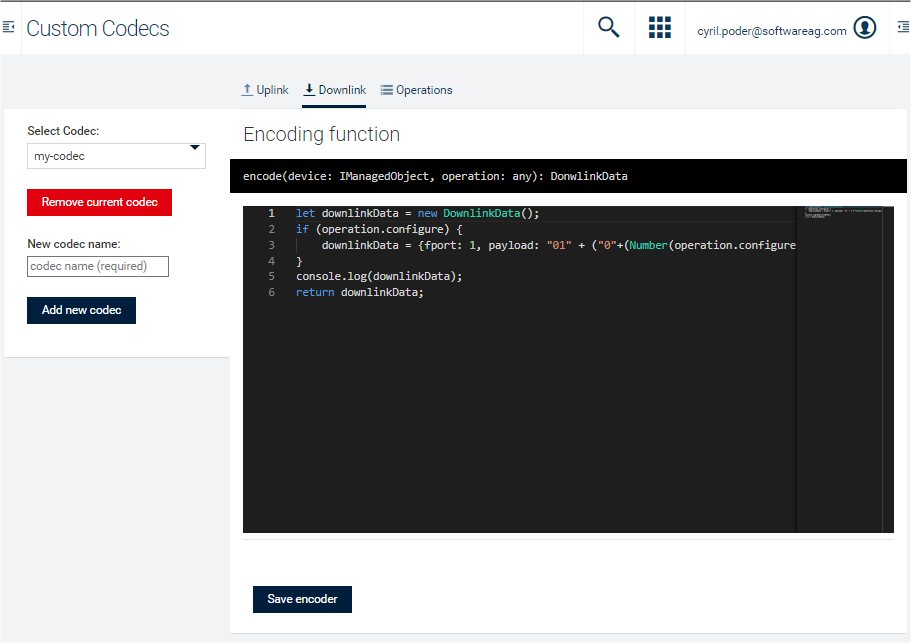 Custom Codecs
cyril.poder@softwareag.com
Uplink
Downlink
Operations
Select Codec:
my-codec
Remove current codec
New codec name:
codec name (required)
Add new codec
Encoding function
encode(device: IManagedObject, operation: any): DonwlinkData
1 let downlinkData = new DownlinkData();
2 if (operation.configure) {
3 downlinkData = {fport: 1, payload: "01" + ("0"+(Number(operation.configure
4 }
5 console.log(downlinkData);
6 return downlinkData;
Save encoder